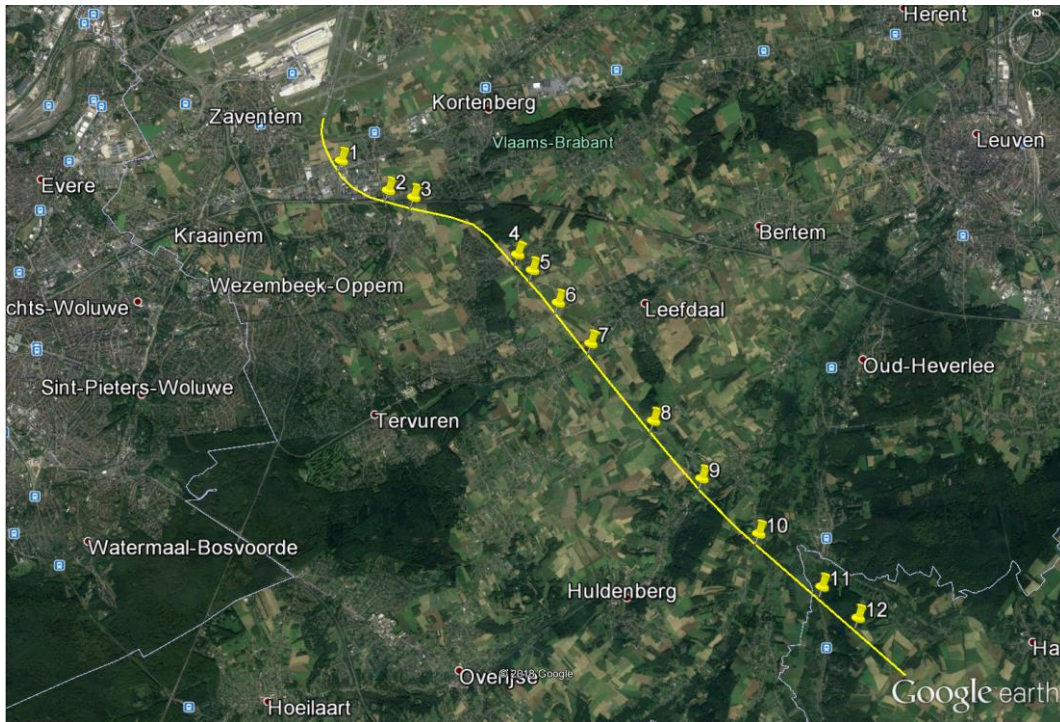 Herent
N
Zaventem
Kortenberg
Vlaams-Brabant
Leuven
1
2
3
Evere
Kraainem
4
Bertem
5
Wezembeek-Oppem
6
chts-Woluwe
Leefdaal
7
Oud-Heverlee
Sint-Pieters-Woluwe
Tervuren
8
9
10
Watermaal-Bosvoorde
11
Huldenberg
12
Ha
Overijse
© 2018 Google
Hoeilaart
Google earth